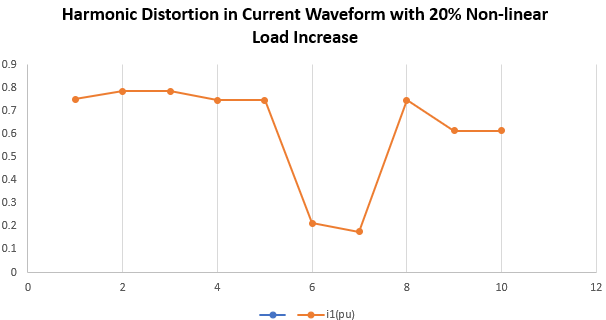 Harmonic Distortion in Current Waveform with 20% Non-linear
Load Increase
0.9
0.8
0.7
0.6
0.5
0.4
0.3
0.2
0.1
0
0 2 4 6 8 10 12
i1(pu)